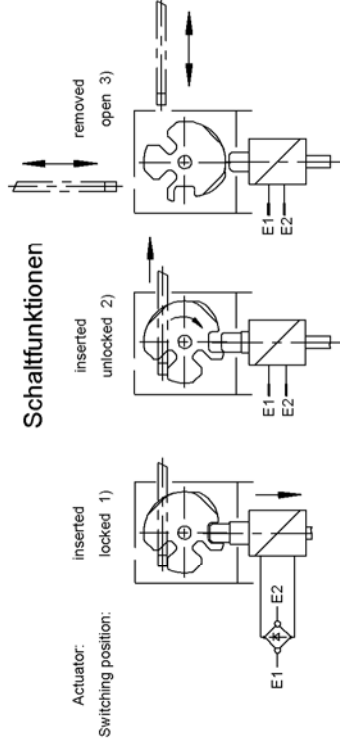 Schaltfunktionen
Actuator:
Switching position:
inserted
locked 1)
inserted
unlocked 2)
removed
open 3)
E1
E2
E1
E2
E1
E2